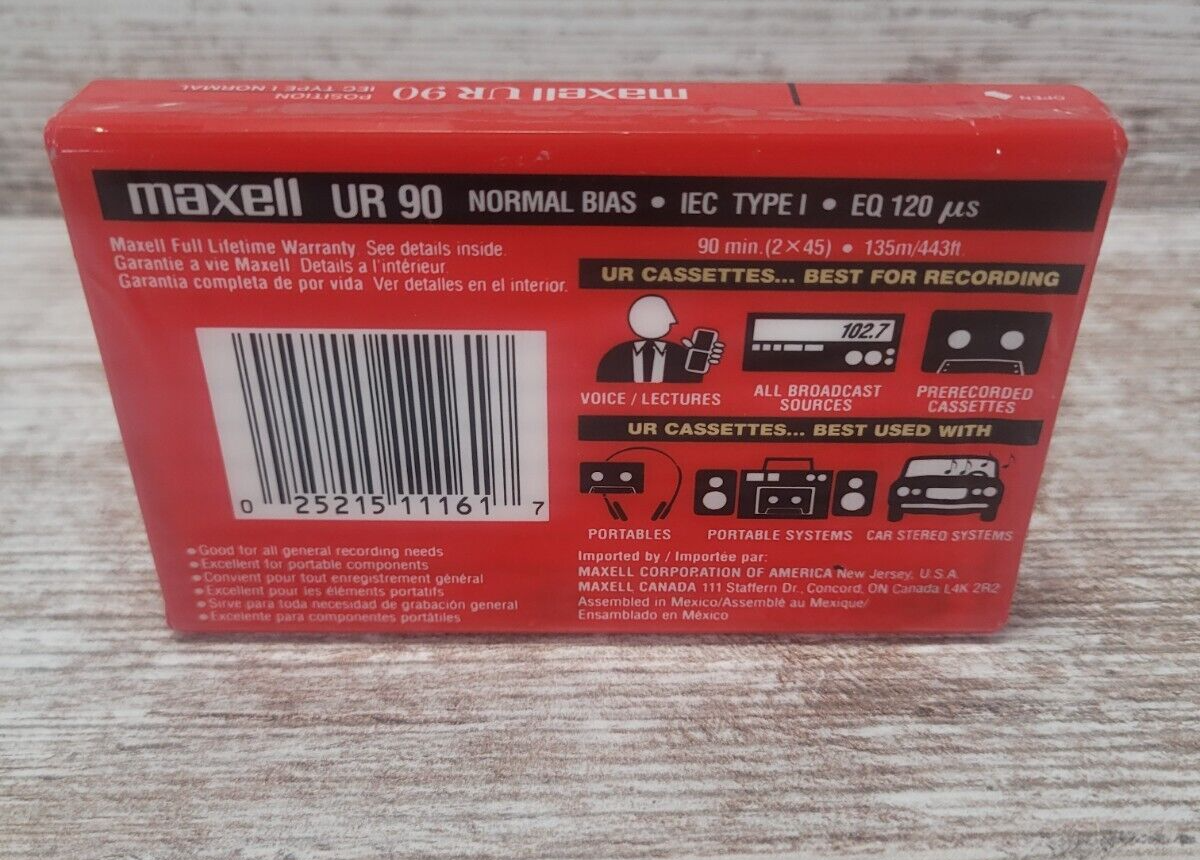 OPEN
maxell UR 90 POSITION
IEC TYPE I NORMAL
maxell UR 90 NORMAL BIAS • IEC TYPE I • EQ 120 µs
Maxell Full Lifetime Warranty. See details inside.
Garantie a vie Maxell. Details a l'intérieur.
Garantia completa de por vida Ver detalles en el interior.
90 min.(2×45) • 135m/443ft.
UR CASSETTES... BEST FOR RECORDING
102.7
VOICE / LECTURES
ALL BROADCAST
SOURCES
PRERECORDED
CASSETTES
UR CASSETTES... BEST USED WITH
PORTABLES
PORTABLE SYSTEMS
CAR STEREO SYSTEMS
0 25215 11161 7
• Good for all general recording needs
• Excellent for portable components
• Convient pour tout enregistrement général
• Excellent pour les éléments portatifs
• Sirve para toda necesidad de grabación general
• Excelente para componentes portátiles
Imported by / Importée par:
MAXELL CORPORATION OF AMERICA New Jersey, U.S.A.
MAXELL CANADA 111 Staffern Dr., Concord, ON Canada L4K 2R2
Assembled in Mexico/Assemblé au Mexique/
Ensamblado en México